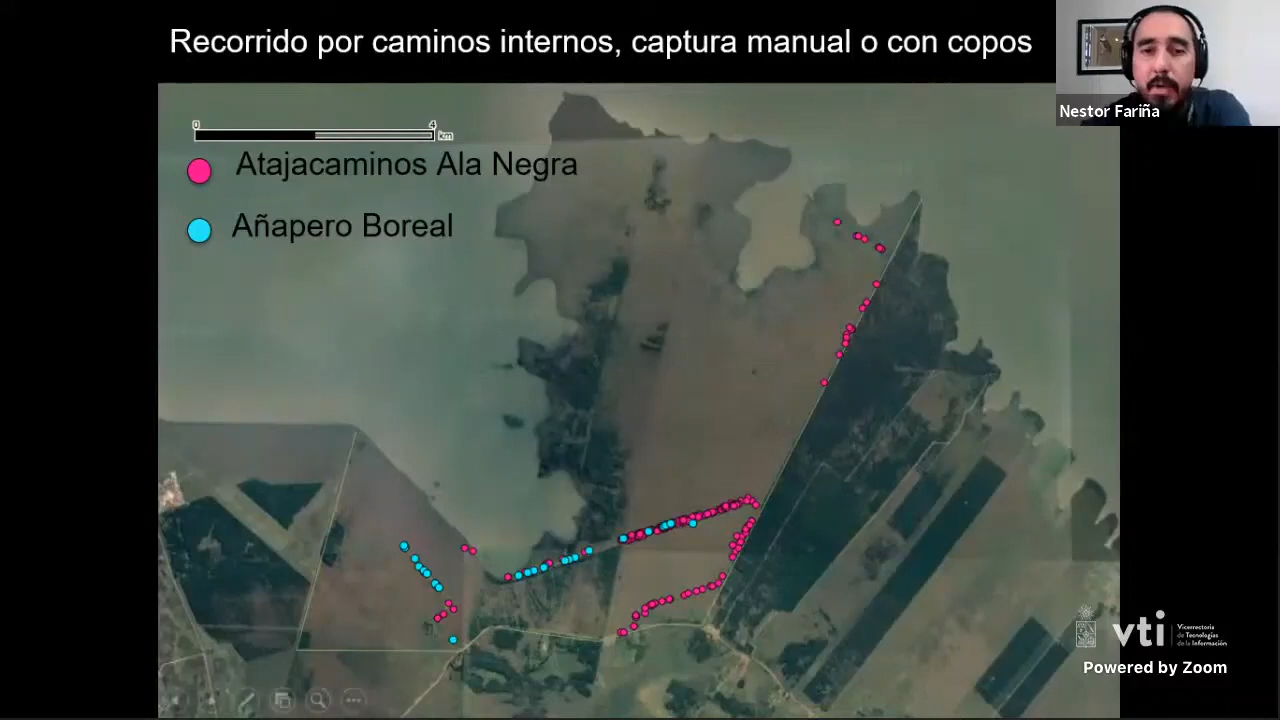 Recorrido por caminos internos, captura manual o con copos
Nestor Fariña
0 4
km
Atajacaminos Ala Negra
Añapero Boreal
vti
Vicerrectoría
de Tecnologías
de la Información
Powered by Zoom